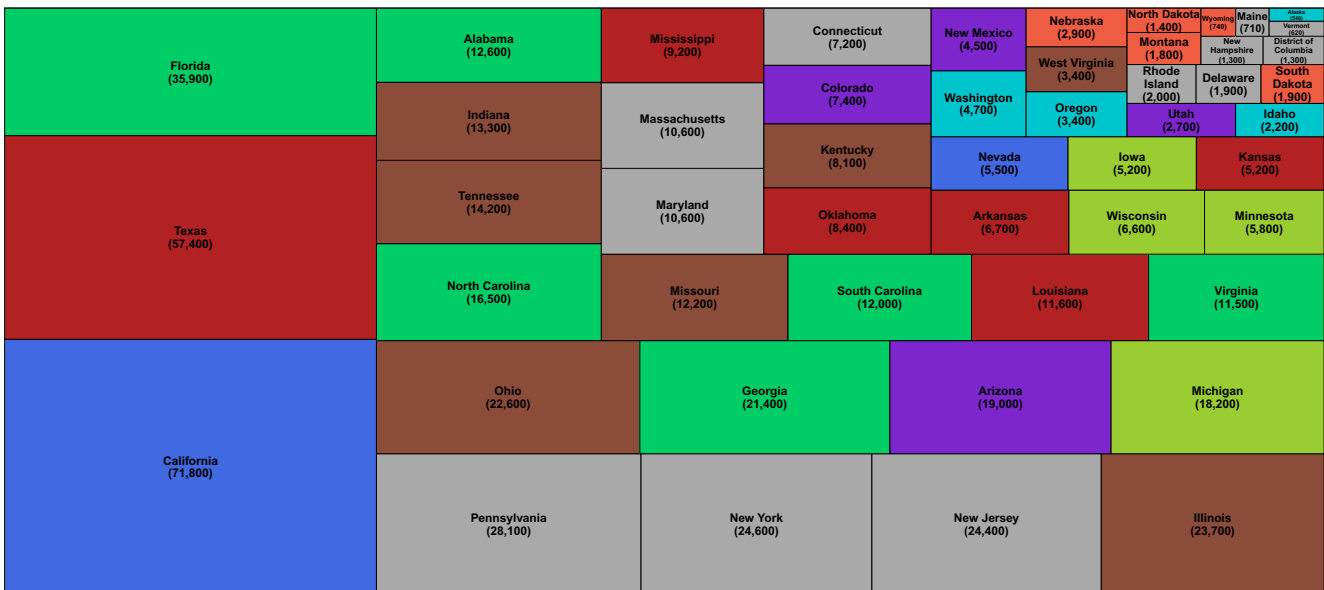 Florida
(35,900)
Texas
(57,400)
California
(71,800)
Alabama
(12,600)
Indiana
(13,300)
Tennessee
(14,200)
North Carolina
(16,500)
Mississippi
(9,200)
Massachusetts
(10,600)
Maryland
(10,600)
Connecticut
(7,200)
Colorado
(7,400)
Kentucky
(8,100)
Oklahoma
(8,400)
New Mexico
(4,500)
Washington
(4,700)
Nebraska
(2,900)
West Virginia
(3,400)
Oregon
(3,400)
North Dakota
(1,400)
Montana
(1,800)
Rhode
Island
(2,000)
Wyoming
(740)
Maine
(710)
Alaska
(540)
Vermont
(620)
New
Hampshire
(1,300)
District of
Columbia
(1,300)
Delaware
(1,900)
South
Dakota
(1,900)
Utah
(2,700)
Idaho
(2,200)
Nevada
(5,500)
Iowa
(5,200)
Kansas
(5,200)
Arkansas
(6,700)
Wisconsin
(6,600)
Minnesota
(5,800)
Missouri
(12,200)
South Carolina
(12,000)
Louisiana
(11,600)
Virginia
(11,500)
Ohio
(22,600)
Georgia
(21,400)
Arizona
(19,000)
Michigan
(18,200)
Pennsylvania
(28,100)
New York
(24,600)
New Jersey
(24,400)
Illinois
(23,700)